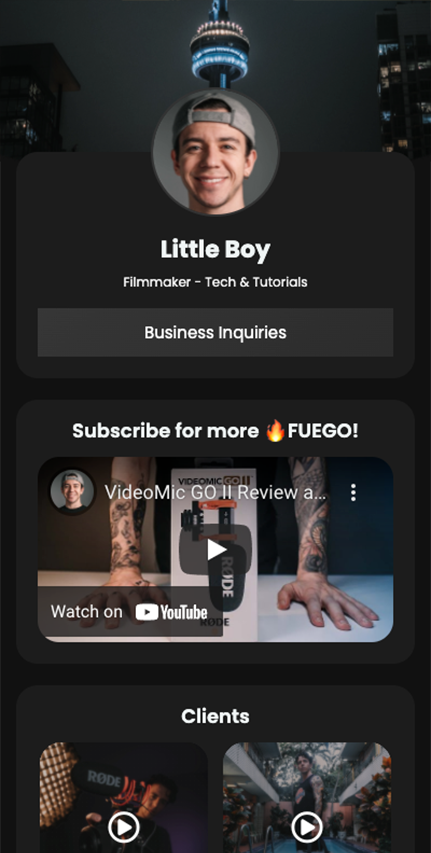 Little Boy
Filmmaker - Tech & Tutorials
Business Inquiries
Subscribe for more 🔥FUEGO!
VIDEOMIC GO II
VideoMic GO II Review a...
RØDE
Watch on YouTube
RØDE
Clients
RØDE